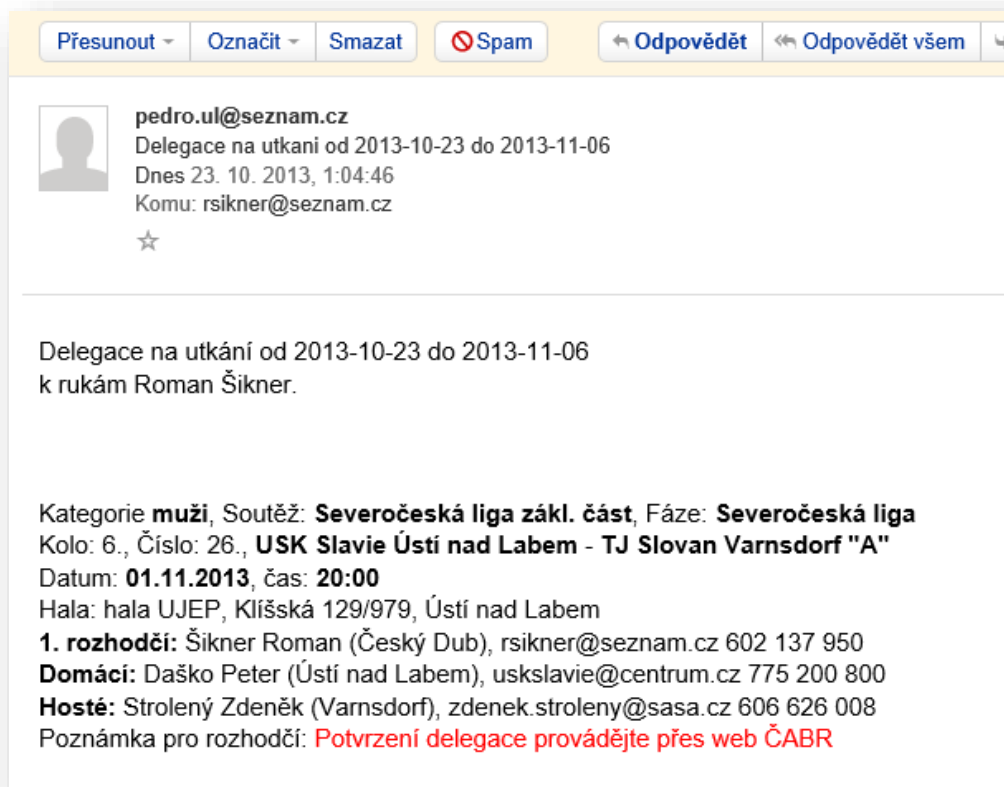 Přesunout Označit Smazat Spam Odpovědět Odpovědět všem
pedro.ul@seznam.cz
Delegace na utkani od 2013-10-23 do 2013-11-06
Dnes 23. 10. 2013, 1:04:46
Komu: rsikner@seznam.cz
Delegace na utkání od 2013-10-23 do 2013-11-06
k rukám Roman Šikner.
Kategorie muži, Soutěž: Severočeská liga zákl. část, Fáze: Severočeská liga
Kolo: 6., Číslo: 26., USK Slavie Ústí nad Labem - TJ Slovan Varnsdorf "A"
Datum: 01.11.2013, čas: 20:00
Hala: hala UJEP, Klíšská 129/979, Ústí nad Labem
1. rozhodčí: Šikner Roman (Český Dub), rsikner@seznam.cz 602 137 950
Domácí: Daško Peter (Ústí nad Labem), uskslavie@centrum.cz 775 200 800
Hosté: Strolený Zdeněk (Varnsdorf), zdenek.stroleny@sasa.cz 606 626 008
Poznámka pro rozhodčí: Potvrzení delegace provádějte přes web ČABR